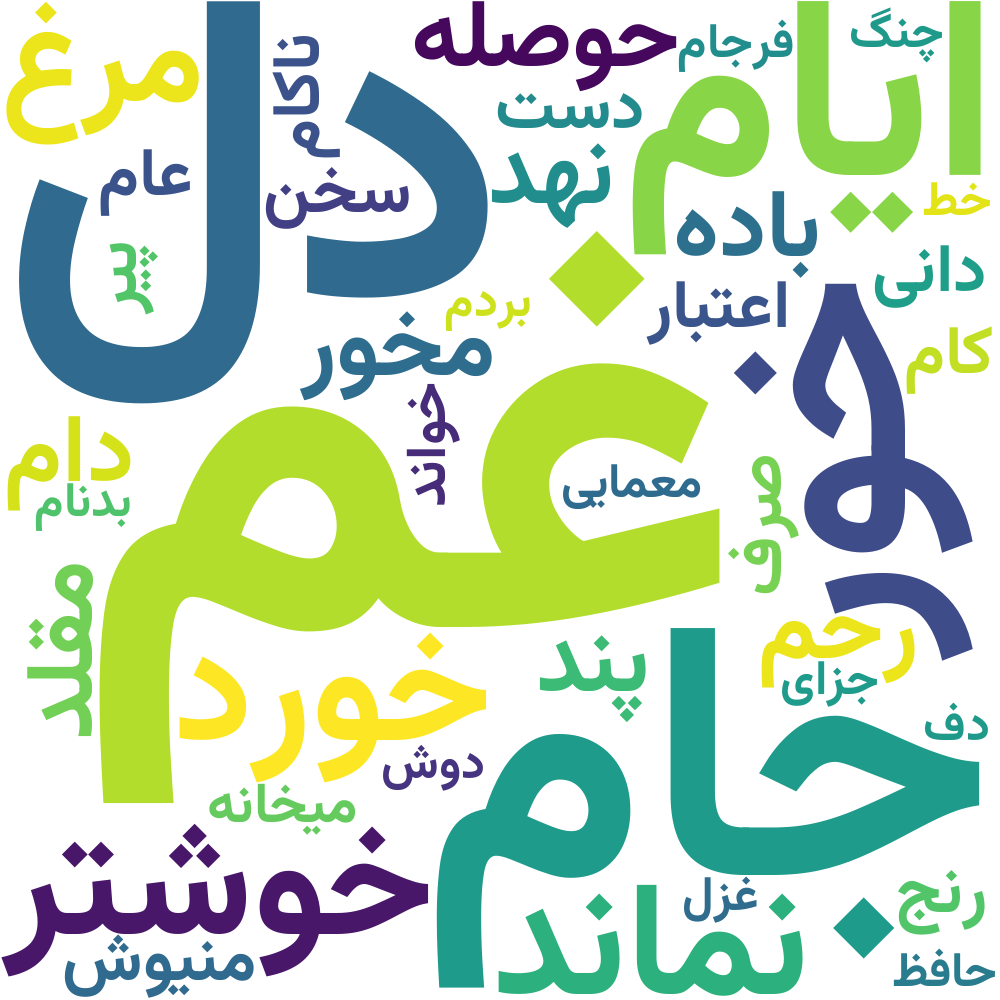 مرغ
دل
ناکام
حوصله
فرجام
چنگ
ایام
دست
عام
سخن
نهد
باده
خط
پیر
بردم
اعتبار
دانی
مخور
خور
کام
خواند
دام
غم
معمایی
صرف
بدنام
مقلد
خورد
پند
رحم
جزای
جام
دف
دوش
میخانه
خوشتر
نماند
غزل
رنج
منیوش
حافظ